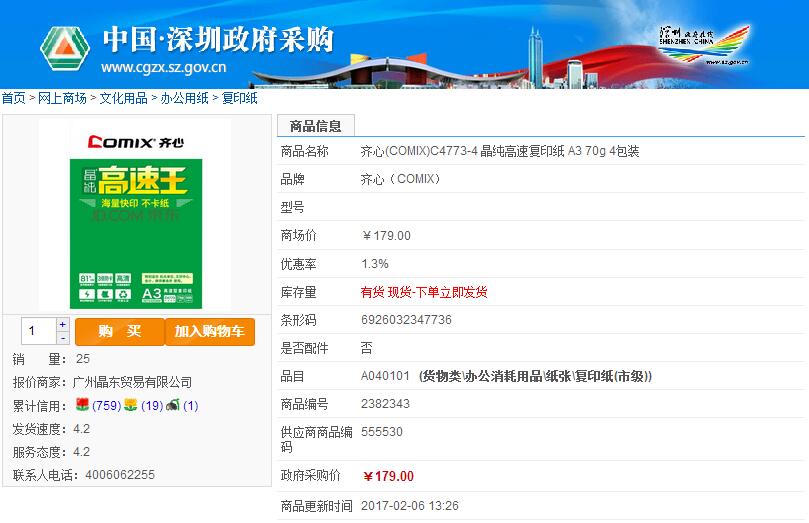 中国·深圳政府采购
www.cgzx.sz.gov.cn
深圳 政府在线
SHENZHEN CHINA
www.sz.gov.cn
首页 > 网上商场 > 文化用品 > 办公用纸 > 复印纸
COMIX 齐心
晶纯
高速王
海量快印 不卡纸
JD.COM 京东
A3
1
+
-
购 买
加入购物车
销 量： 25
报价商家：广州晶东贸易有限公司
累计信用： (759) (19) (1)
发货速度：4.2
服务态度：4.2
联系人电话：4006062255
商品信息
商品名称 齐心(COMIX)C4773-4 晶纯高速复印纸 A3 70g 4包装
品牌 齐心（COMIX）
型号
商场价 ￥179.00
优惠率 1.3%
库存量 有货 现货-下单立即发货
条形码 6926032347736
是否配件 否
品目 A040101 (货物类\办公消耗用品\纸张\复印纸(市级))
商品编号 2382343
供应商商品编码 555530
政府采购价 ￥179.00
商品更新时间 2017-02-06 13:26